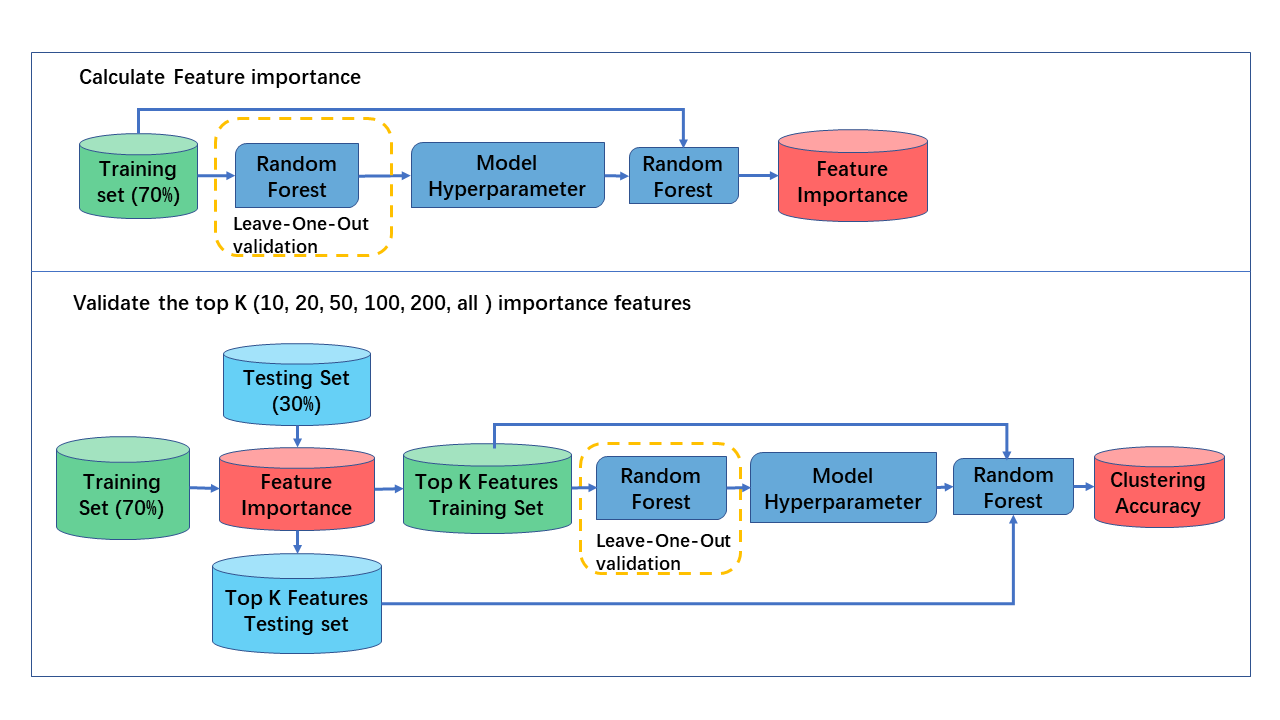 Calculate Feature importance
Training
set (70%)
Random
Forest
Leave-One-Out
validation
Model
Hyperparameter
Random
Forest
Feature
Importance
Validate the top K (10, 20, 50, 100, 200, all ) importance features
Testing Set
(30%)
Training
Set (70%)
Feature
Importance
Top K Features
Training Set
Random
Forest
Leave-One-Out
validation
Model
Hyperparameter
Random
Forest
Clustering
Accuracy
Top K Features
Testing set